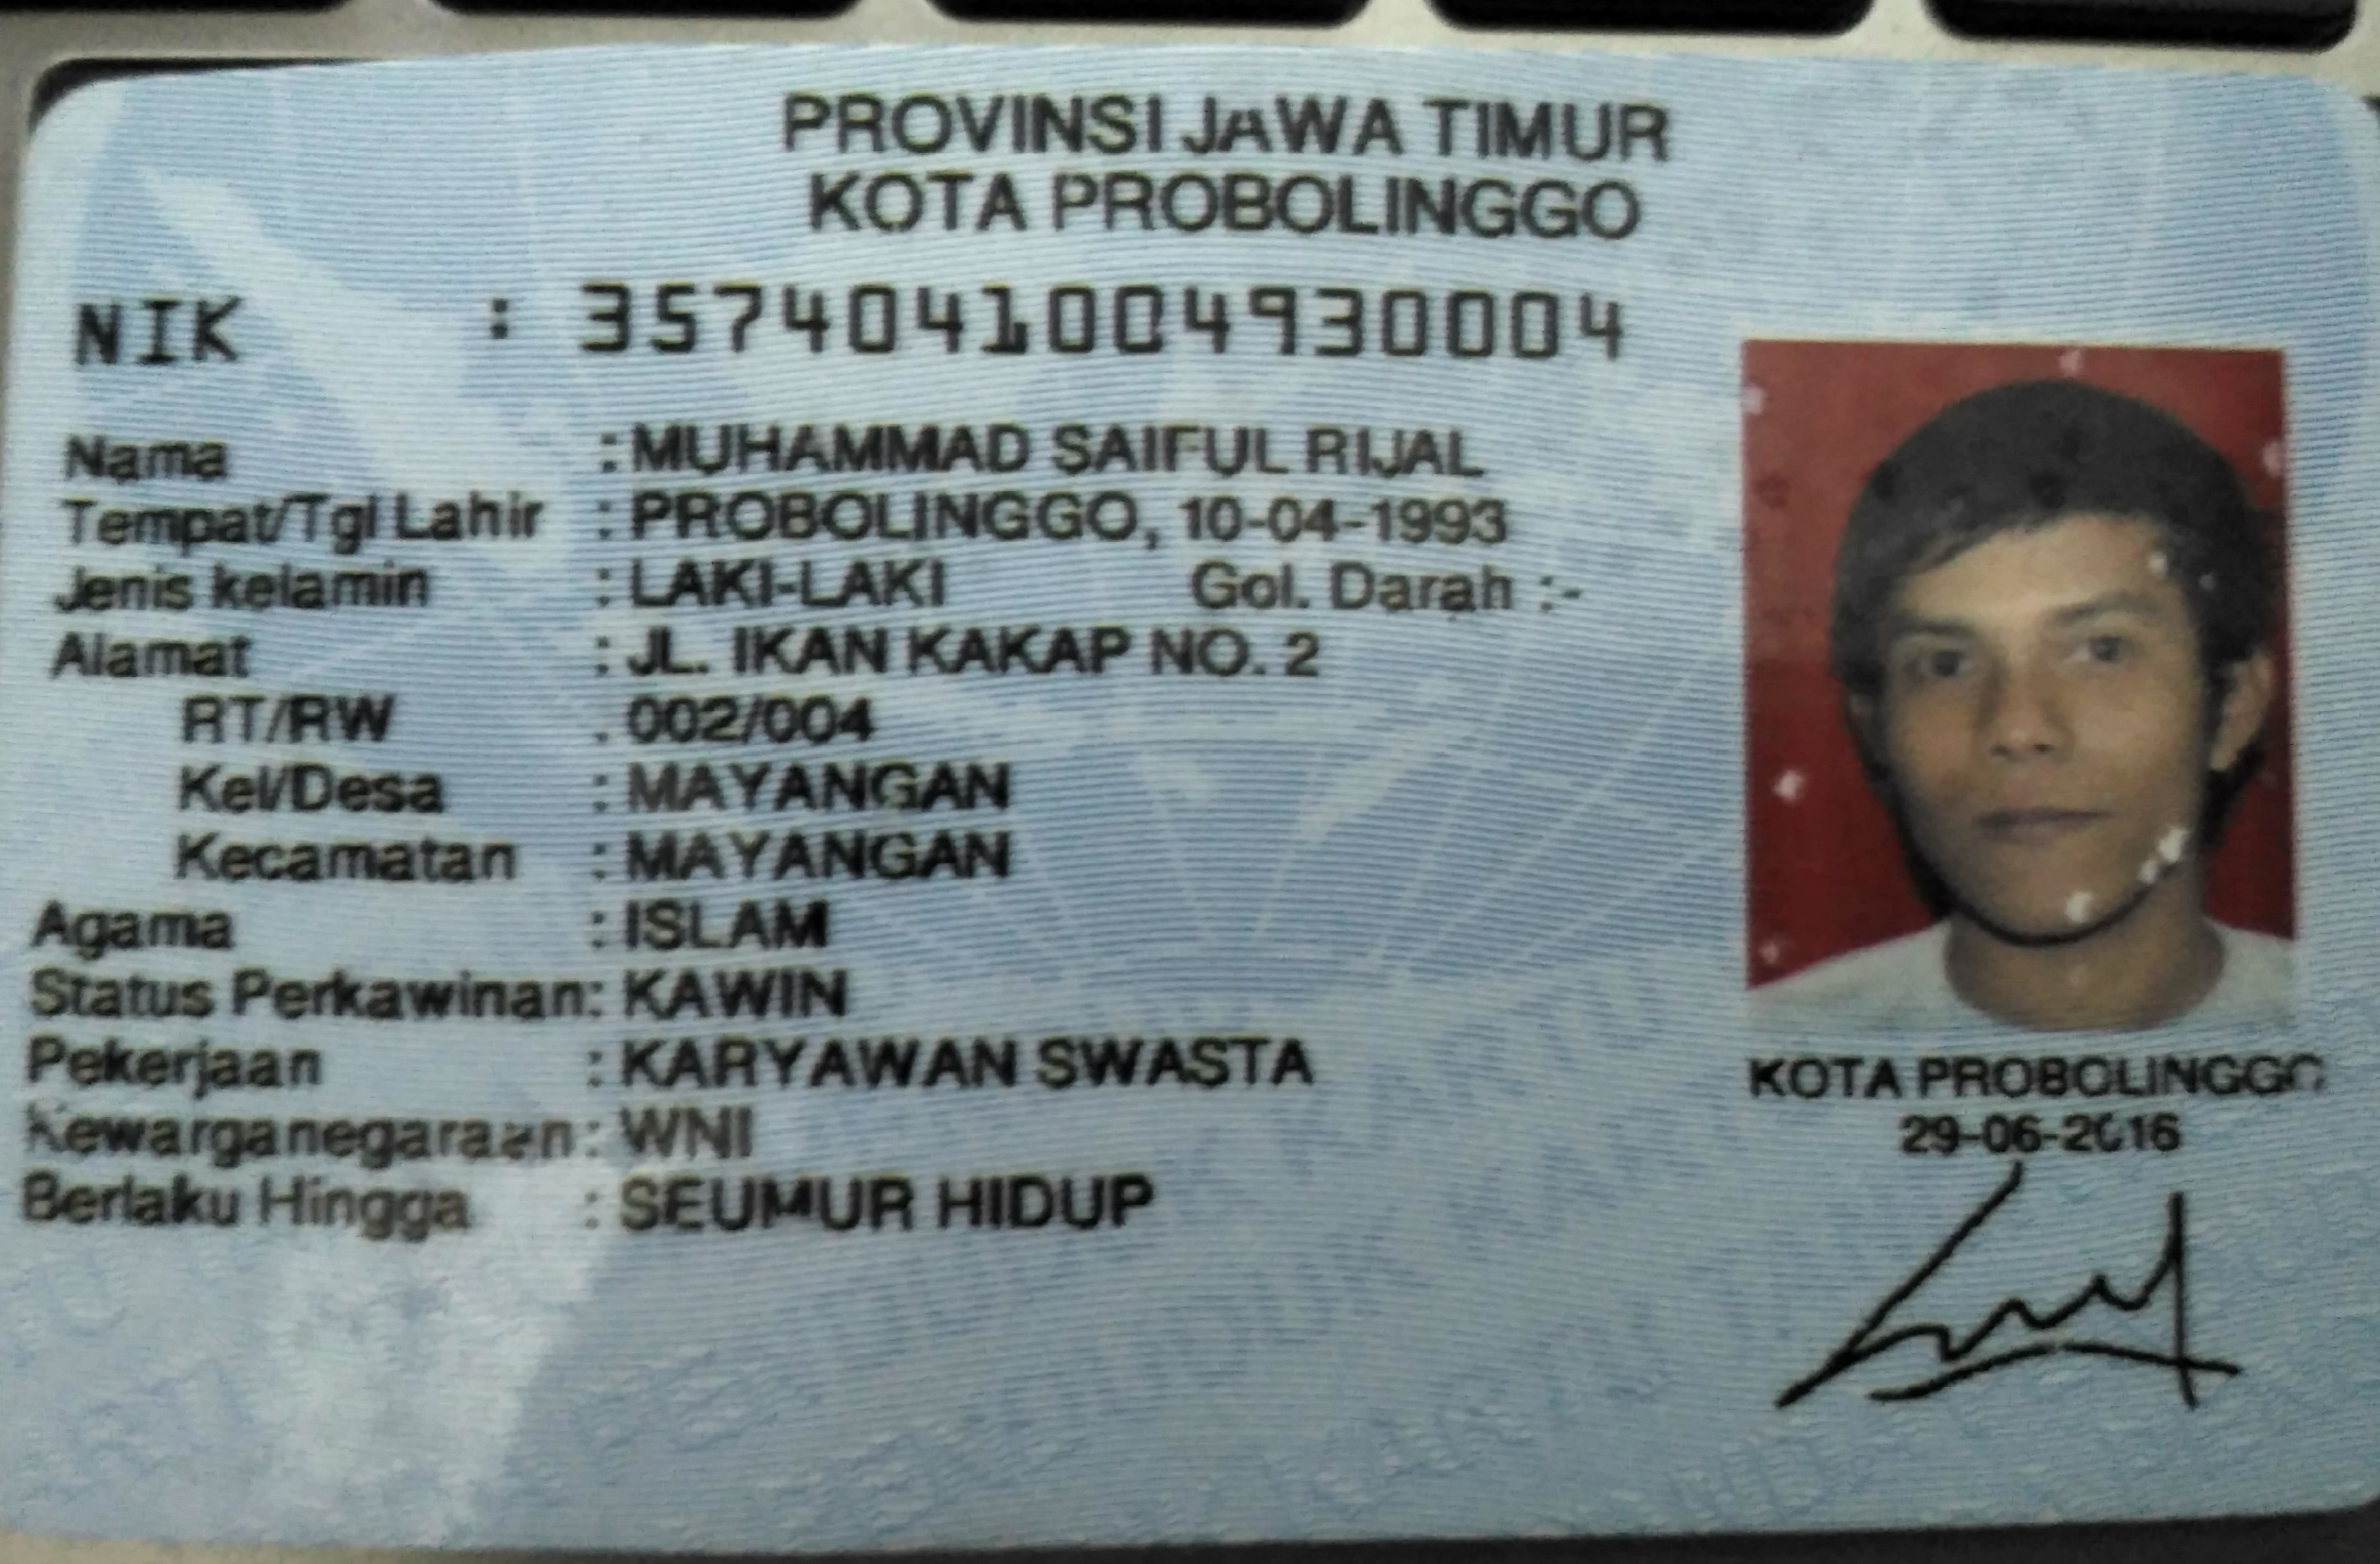 PROVINSI JAWA TIMUR
KOTA PROBOLINGGO
NIK : 3574041004930004
Nama : MUHAMMAD SAIFUL RIJAL
Tempat/Tgl Lahir : PROBOLINGGO, 10-04-1993
Jenis kelamin : LAKI-LAKI Gol. Darah :-
Alamat : JL. IKAN KAKAP NO. 2
RT/RW : 002/004
Kel/Desa : MAYANGAN
Kecamatan : MAYANGAN
Agama : ISLAM
Status Perkawinan: KAWIN
Pekerjaan : KARYAWAN SWASTA
Kewarganegaraan: WNI
Berlaku Hingga : SEUMUR HIDUP
KOTA PROBOLINGGO
29-06-2016